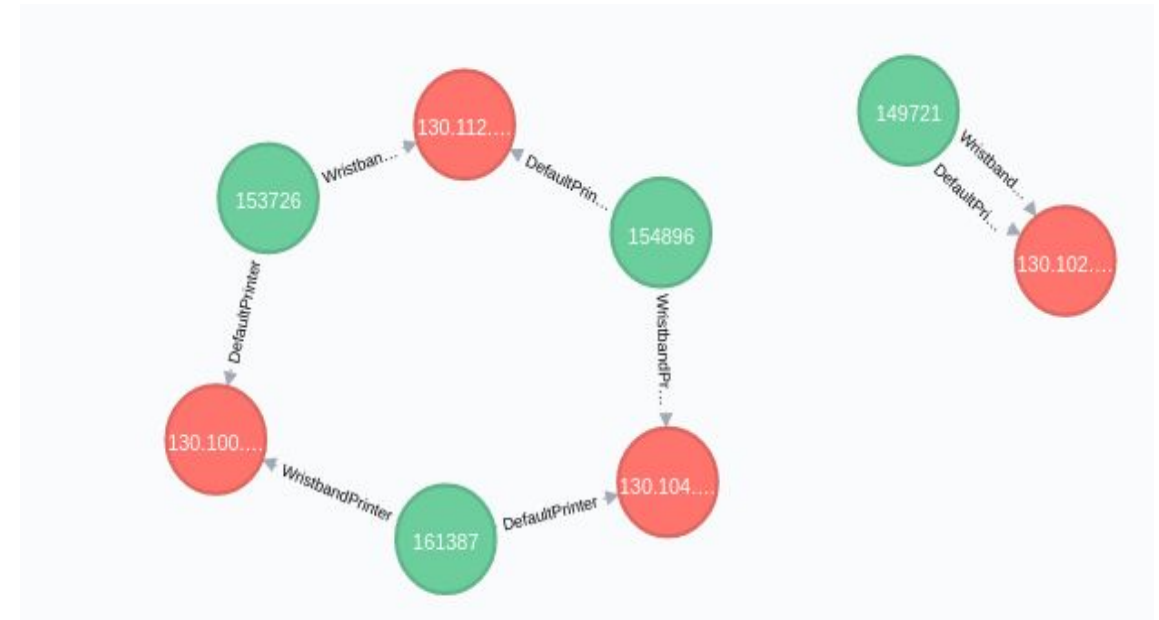 130.112....
149721
Wristban...
DefaultPrin...
Wristband...
DefaultPri...
153726
154896
130.102....
DefaultPrinter
WristbandPr...
130.100....
130.104....
WristbandPrinter
DefaultPrinter
161387